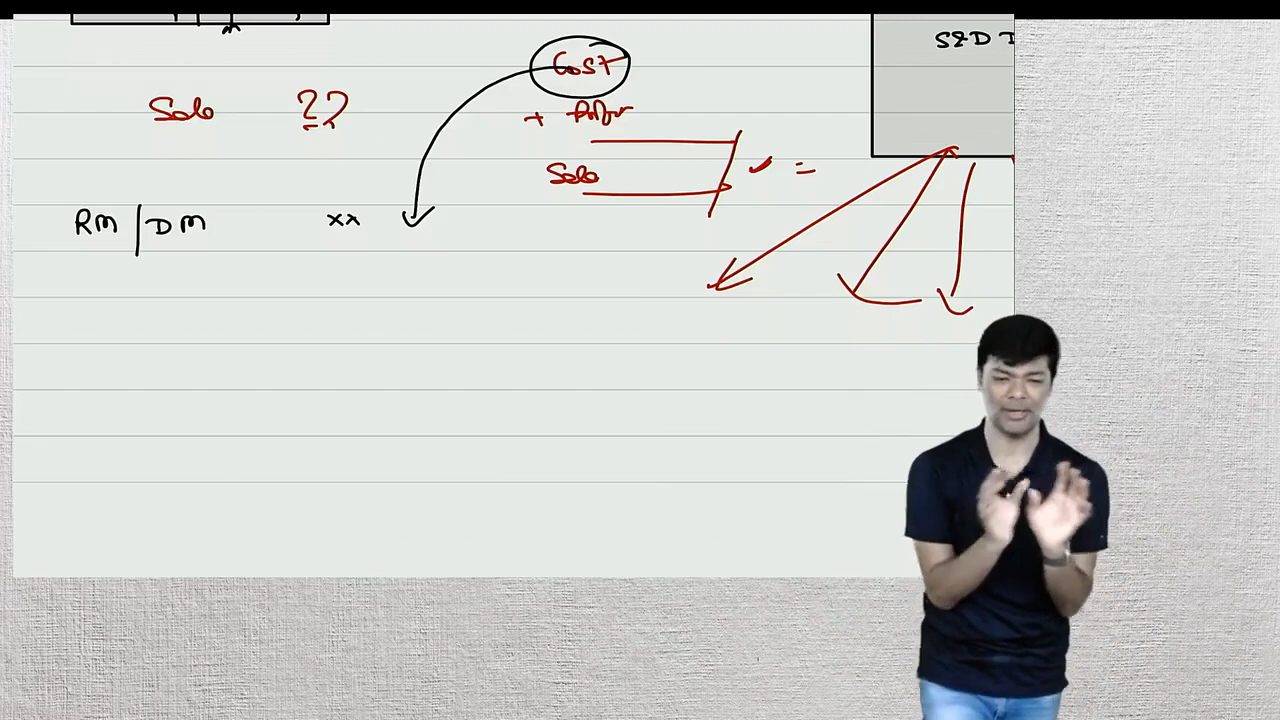 S&D
Cost
Sale ??
+ Profit
Sale =
RM | DM xx